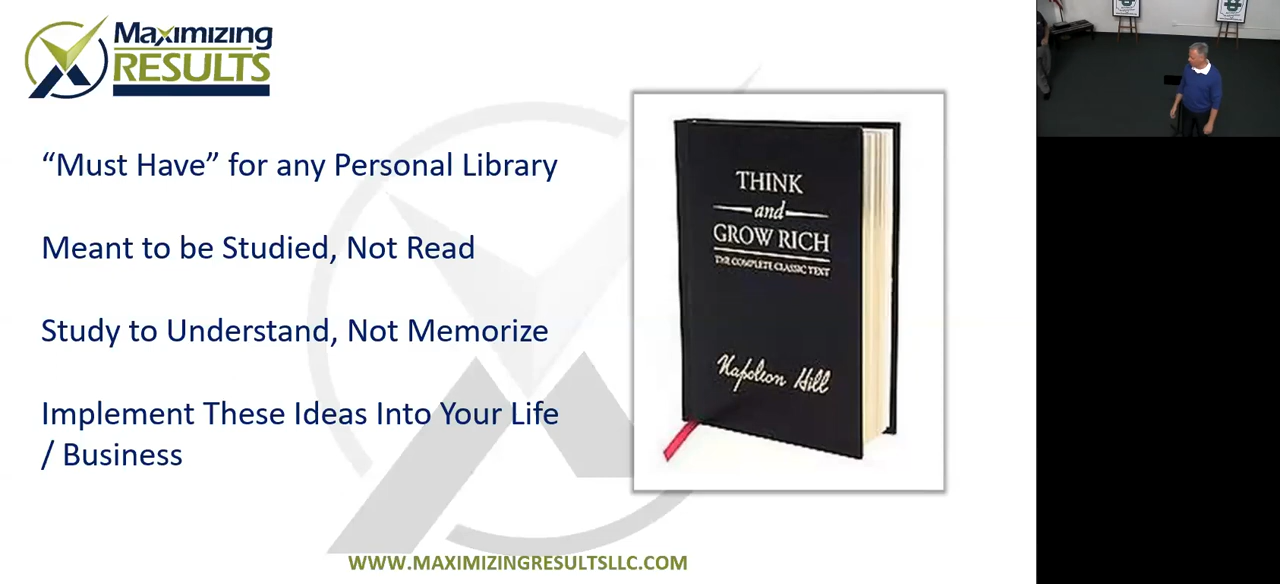 Maximizing
RESULTS
“Must Have” for any Personal Library
Meant to be Studied, Not Read
Study to Understand, Not Memorize
Implement These Ideas Into Your Life
/ Business
THINK
and
GROW RICH
THE COMPLETE CLASSIC TEXT
Napoleon Hill
WWW.MAXIMIZINGRESULTSLLC.COM